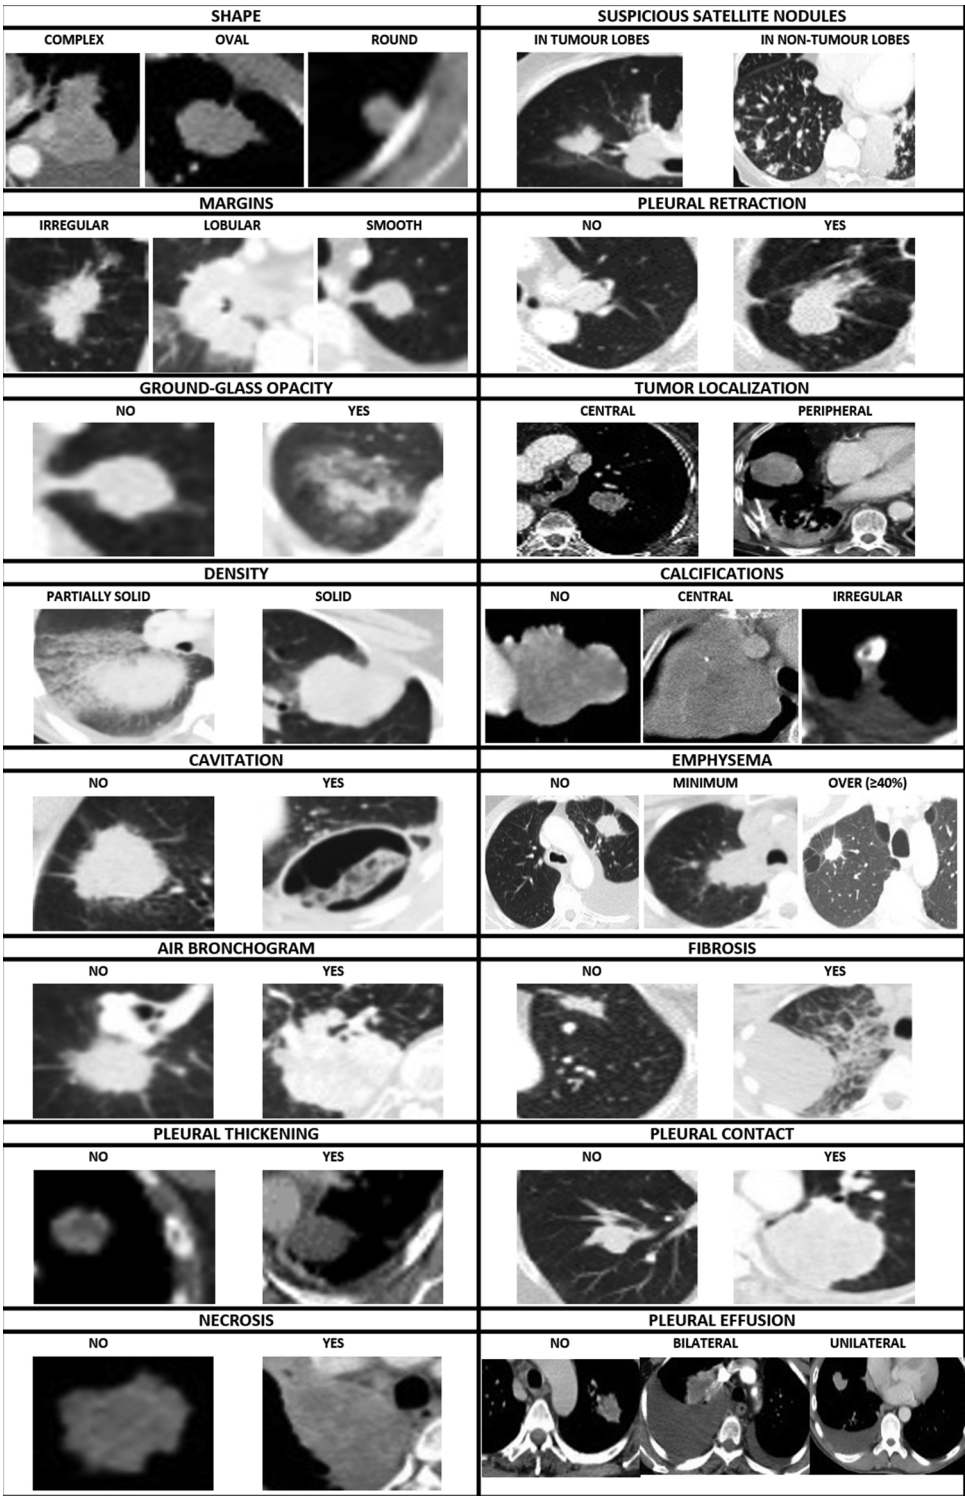 SHAPE
COMPLEX OVAL ROUND
MARGINS
IRREGULAR LOBULAR SMOOTH
GROUND-GLASS OPACITY
NO YES
DENSITY
PARTIALLY SOLID SOLID
CAVITATION
NO YES
AIR BRONCHOGRAM
NO YES
PLEURAL THICKENING
NO YES
NECROSIS
NO YES
SUSPICIOUS SATELLITE NODULES
IN TUMOUR LOBES IN NON-TUMOUR LOBES
PLEURAL RETRACTION
NO YES
TUMOR LOCALIZATION
CENTRAL PERIPHERAL
CALCIFICATIONS
NO CENTRAL IRREGULAR
EMPHYSEMA
NO MINIMUM OVER (≥40%)
FIBROSIS
NO YES
PLEURAL CONTACT
NO YES
PLEURAL EFFUSION
NO BILATERAL UNILATERAL